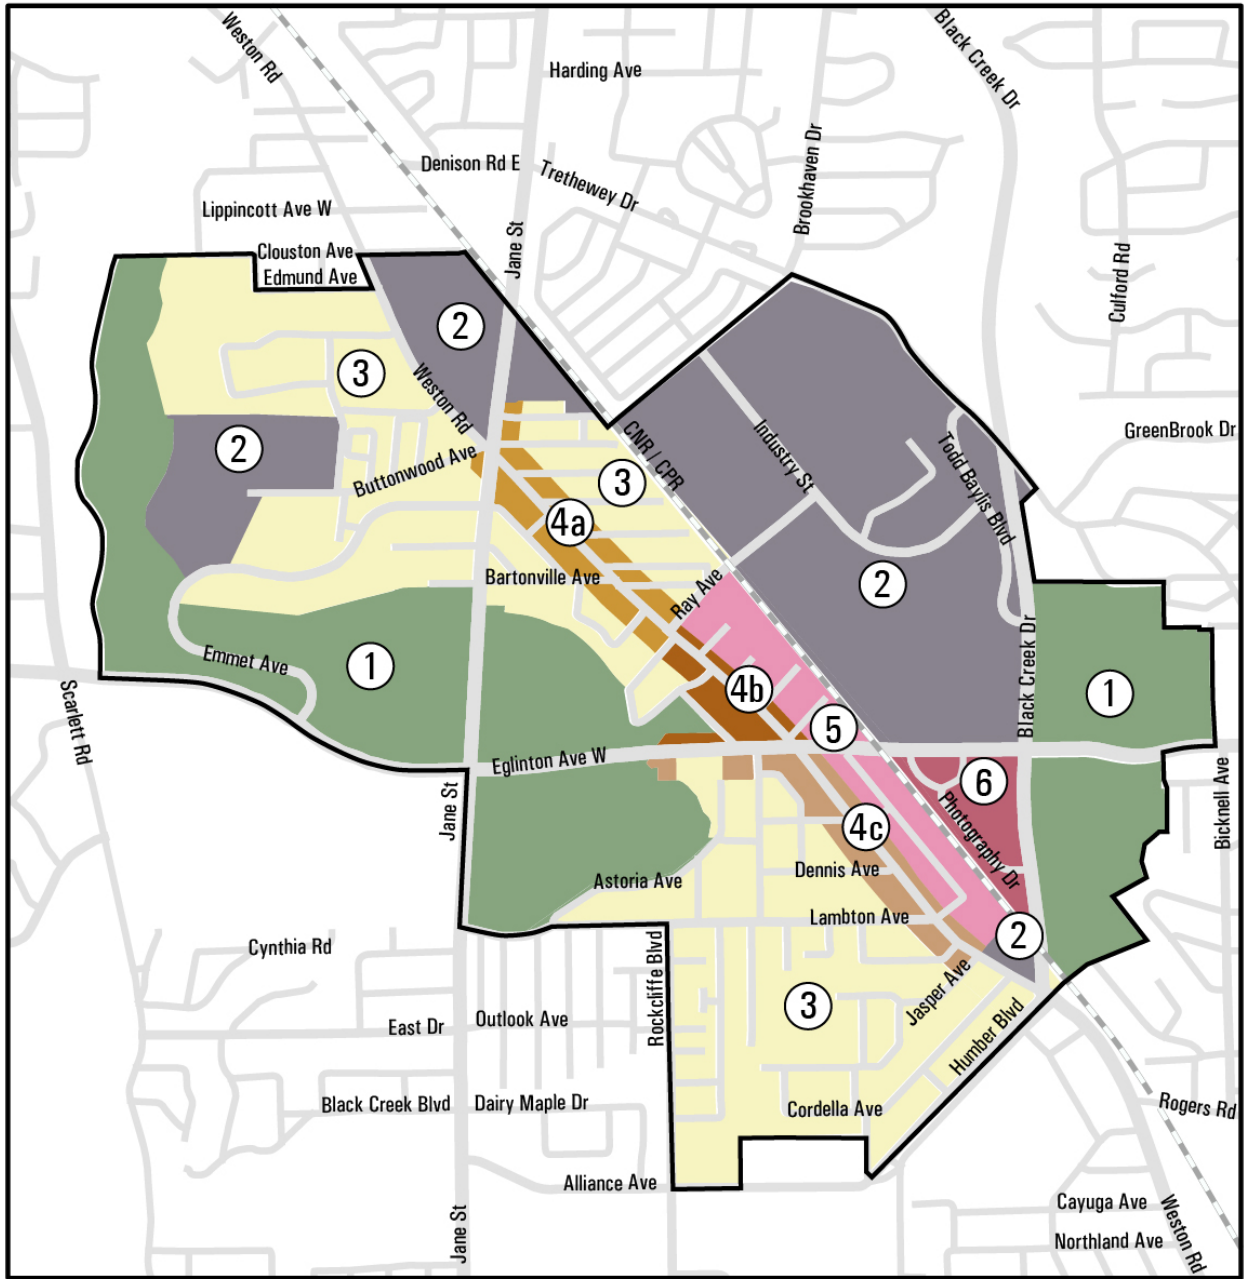 Weston Rd
Harding Ave
Black Creek Dr
Denison Rd E
Trethewey Dr
Brookhaven Dr
Lippincott Ave W
Jane St
Clouston Ave
Edmund Ave
Culford Rd
2
3
Weston Rd
2
Buttonwood Ave
CNR / CPR
3
Industry St
Todd Baylis Blvd
GreenBrook Dr
4a
Bartonville Ave
Ray Ave
2
Emmet Ave
1
Scarlett Rd
4b
5
Black Creek Dr
1
Eglinton Ave W
Jane St
6
Photography Dr
Bicknell Ave
4c
Dennis Ave
Astoria Ave
Lambton Ave
2
Cynthia Rd
Rockcliffe Blvd
Jasper Ave
3
East Dr
Outlook Ave
Humber Blvd
Black Creek Blvd
Dairy Maple Dr
Cordella Ave
Rogers Rd
Alliance Ave
Jane St
Cayuga Ave
Northland Ave
Weston Rd